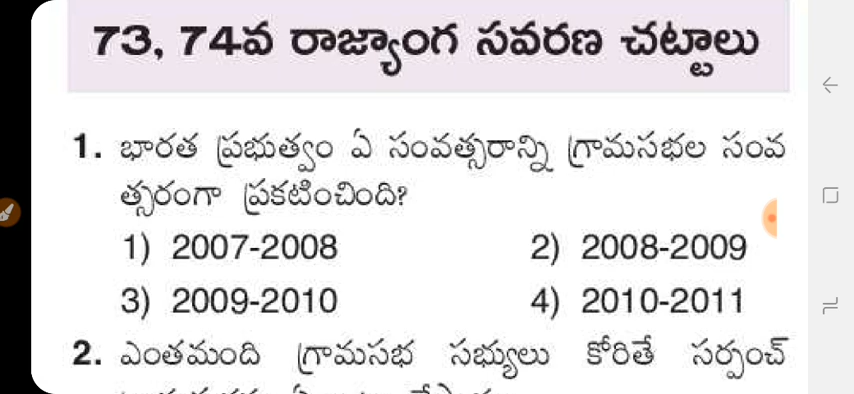 73, 74వ రాజ్యాంగ సవరణ చట్టాలు
1. భారత ప్రభుత్వం ఏ సంవత్సరాన్ని గ్రామసభల సంవ
త్సరంగా ప్రకటించింది?
1) 2007-2008 2) 2008-2009
3) 2009-2010 4) 2010-2011
2. ఎంతమంది గ్రామసభ సభ్యులు కోరితే సర్పంచ్